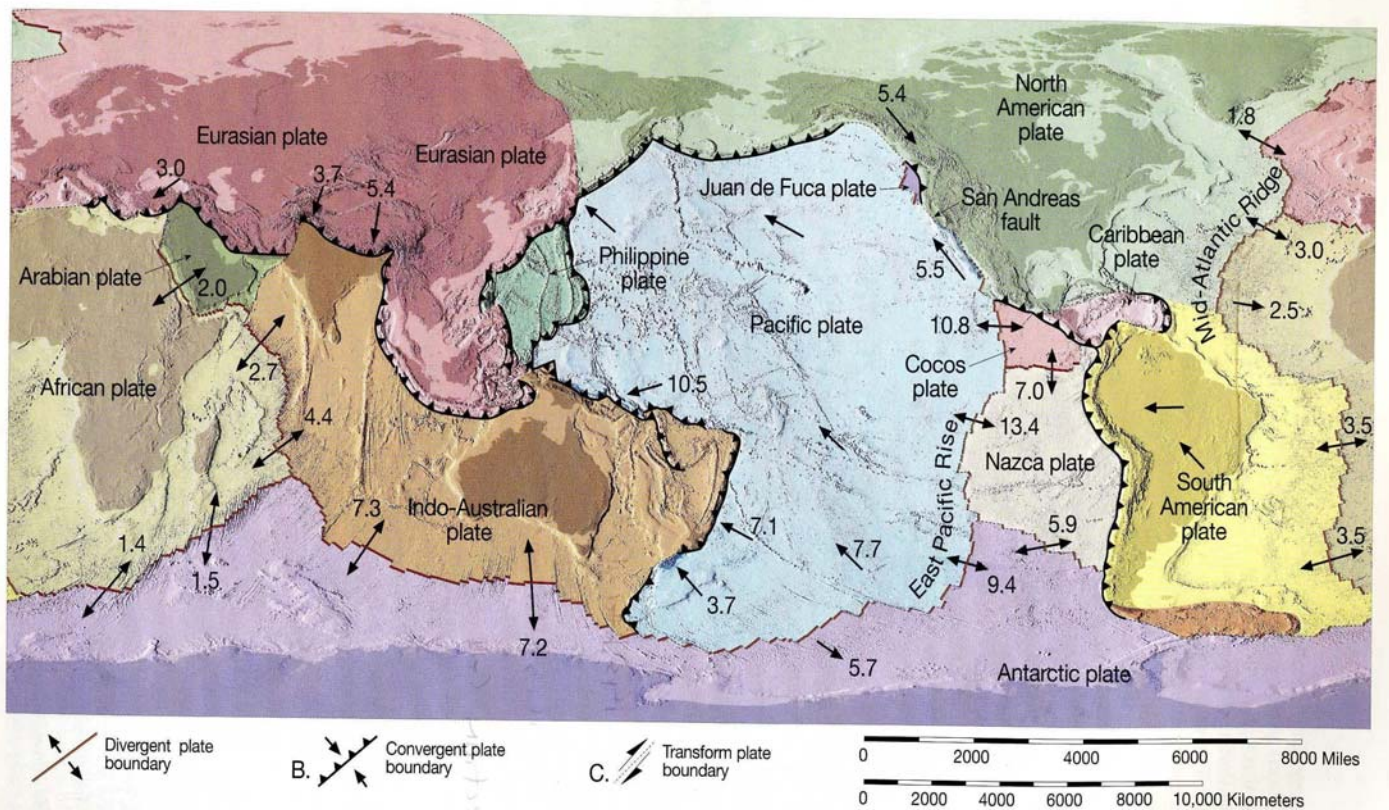 5.4
North
American
plate
1.8
Eurasian plate
Eurasian plate
3.0
3.7
5.4
Juan de Fuca plate
San Andreas
fault
Mid-Atlantic Ridge
Caribbean
plate
3.0
Arabian plate
2.0
Philippine
plate
5.5
2.5
Pacific plate
10.8
Cocos
plate
African plate
2.7
10.5
7.0
4.4
13.4
3.5
Nazca plate
East Pacific Rise
South
American
plate
7.3
Indo-Australian
plate
7.1
5.9
1.4
7.7
3.5
1.5
3.7
9.4
7.2
5.7
Antarctic plate
Divergent plate
boundary
B.
Convergent plate
boundary
C.
Transform plate
boundary
0 2000 4000 6000 8000 Miles
0 2000 4000 6000 8000 10,000 Kilometers